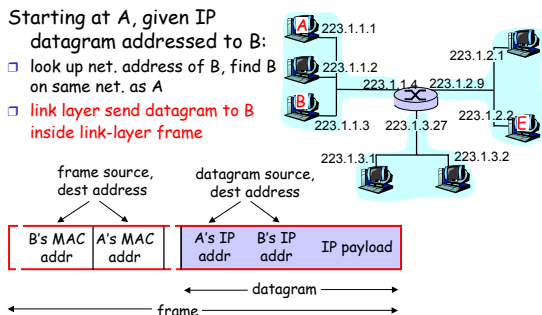 Starting at A, given IP
datagram addressed to B:
look up net. address of B, find B
on same net. as A
link layer send datagram to B
inside link-layer frame
A
223.1.1.1
223.1.1.2
B
223.1.1.3
223.1.1.4
223.1.2.9
223.1.2.1
223.1.2.2
E
223.1.3.27
223.1.3.1
223.1.3.2
frame source,
dest address
datagram source,
dest address
B's MAC
addr
A's MAC
addr
A's IP
addr
B's IP
addr
IP payload
datagram
frame